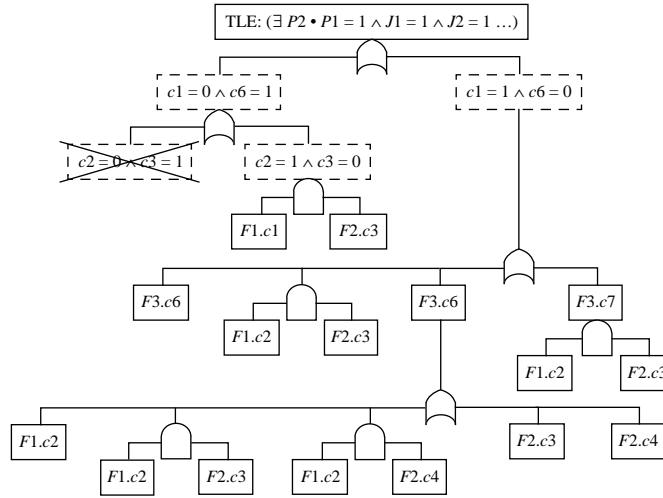 TLE: (∃ P2 • P1 = 1 ∧ J1 = 1 ∧ J2 = 1 ...)
c1 = 0 ∧ c6 = 1
c1 = 1 ∧ c6 = 0
c2 = 0 ∧ c3 = 1
c2 = 1 ∧ c3 = 0
F1.c1
F2.c3
F3.c6
F3.c6
F3.c7
F1.c2
F2.c3
F1.c2
F2.c3
F1.c2
F2.c3
F2.c4
F1.c2
F2.c3
F1.c2
F2.c4